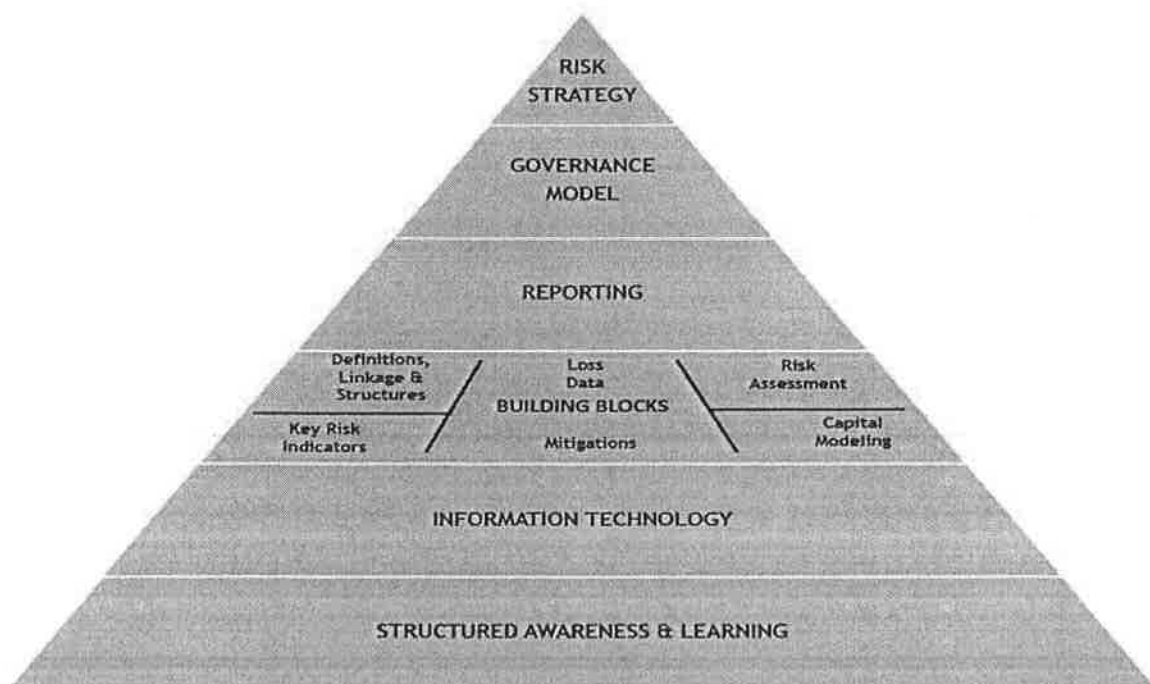 RISK
STRATEGY
GOVERNANCE
MODEL
REPORTING
Definitions,
Linkage &
Structures
Loss
Data
Risk
Assessment
BUILDING BLOCKS
Key Risk
Indicators
Mitigations
Capital
Modeling
INFORMATION TECHNOLOGY
STRUCTURED AWARENESS & LEARNING